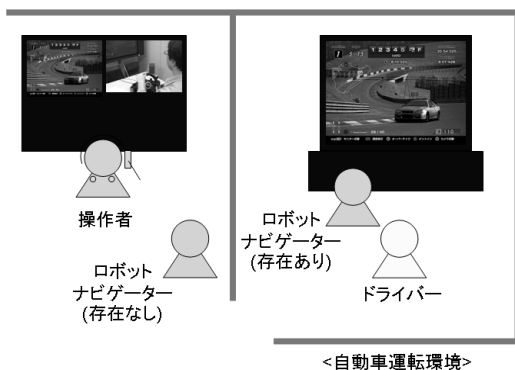 操作者
ロボット
ナビゲーター
(存在なし)
ロボット
ナビゲーター
(存在あり)
ドライバー
<自動車運転環境>